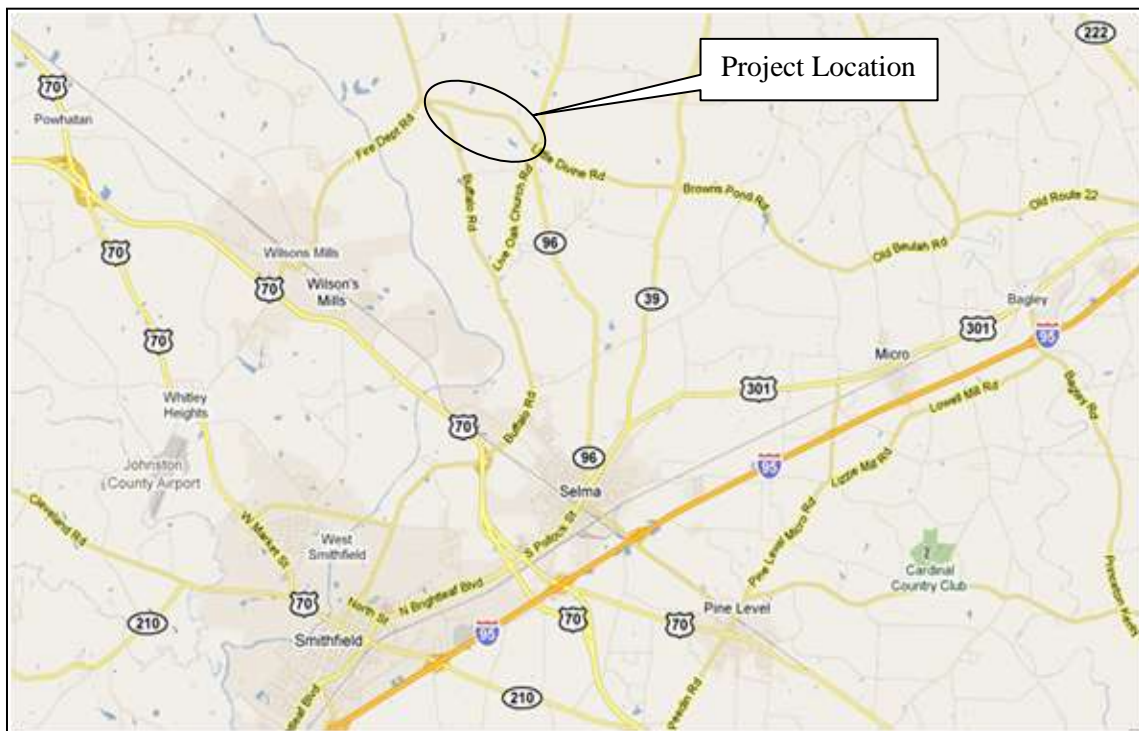 222
Project Location
70
Powhatan
Fire Dept Rd
Little Divine Rd
Browns Pond Rd
Old Route 22
Buffalo Rd
Live Oak Church Rd
Old Beulah Rd
70
96
Wilsons Mills
Wilson's
Mills
70
39
Bagley
301
95
70
Micro
301
Whitley
Heights
Lowell Mill Rd
Bagley Rd
70
Buffalo Rd
Johnston
County Airport
96
95
Lizzie Mill Rd
Selma
Cleveland Rd
W Market St
West
Smithfield
S Pollock St
Pine Level Micro Rd
Cardinal
Country Club
70
North St
N Brightleaf Blvd
Pine Level
210
Smithfield
95
70
70
210
Peedin Rd